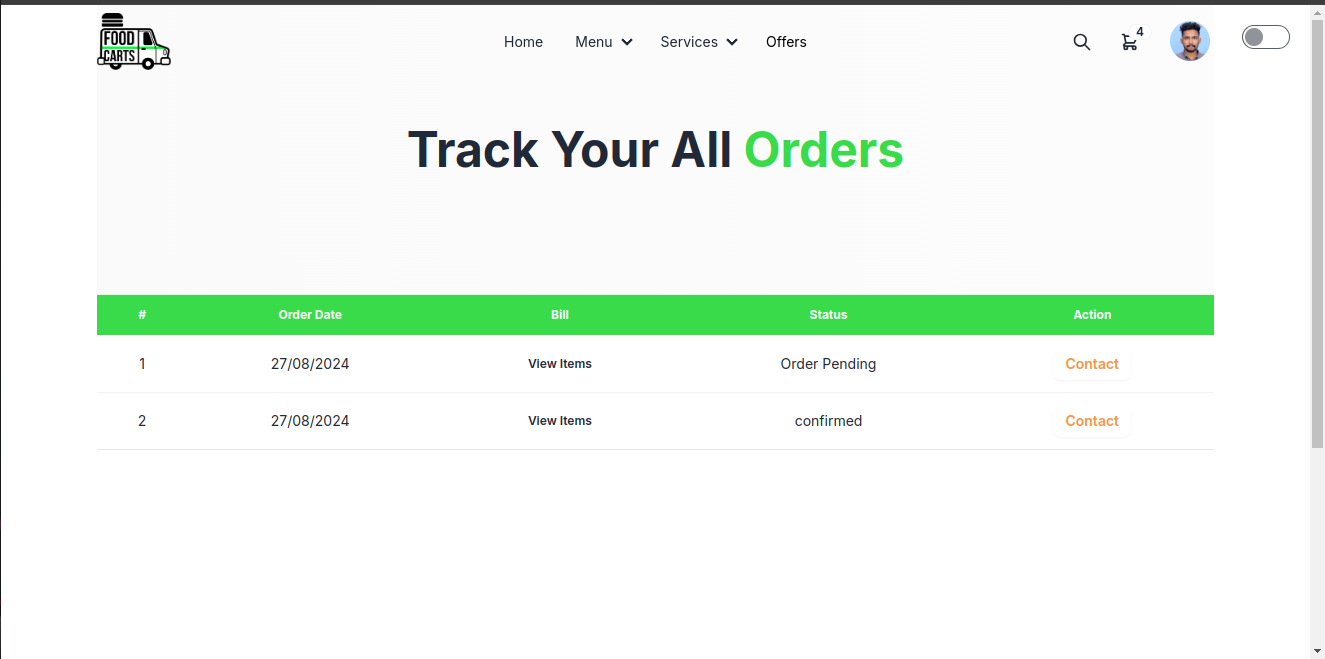 FOOD
CARTS
Home Menu Services Offers 4
Track Your All Orders
# Order Date Bill Status Action
1 27/08/2024 View Items Order Pending Contact
2 27/08/2024 View Items confirmed Contact